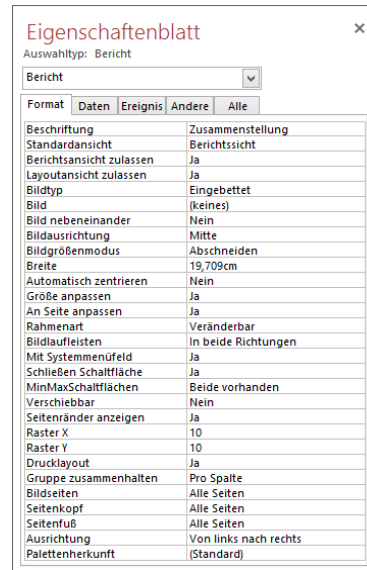 Eigenschaftenblatt
Auswahltyp: Bericht
Bericht
Format Daten Ereignis Andere Alle
Beschriftung Zusammenstellung
Standardansicht Berichtssicht
Berichtsansicht zulassen Ja
Layoutansicht zulassen Ja
Bildtyp Eingebettet
Bild (keines)
Bild nebeneinander Nein
Bildausrichtung Mitte
Bildgrößenmodus Abschneiden
Breite 19,709cm
Automatisch zentrieren Nein
Größe anpassen Ja
An Seite anpassen Ja
Rahmenart Veränderbar
Bildlaufleisten In beide Richtungen
Mit Systemmenüfeld Ja
Schließen Schaltfläche Ja
MinMaxSchaltflächen Beide vorhanden
Verschiebbar Nein
Seitenränder anzeigen Ja
Raster X 10
Raster Y 10
Drucklayout Ja
Gruppe zusammenhalten Pro Spalte
Bildseiten Alle Seiten
Seitenkopf Alle Seiten
Seitenfuß Alle Seiten
Ausrichtung Von links nach rechts
Palettenherkunft (Standard)